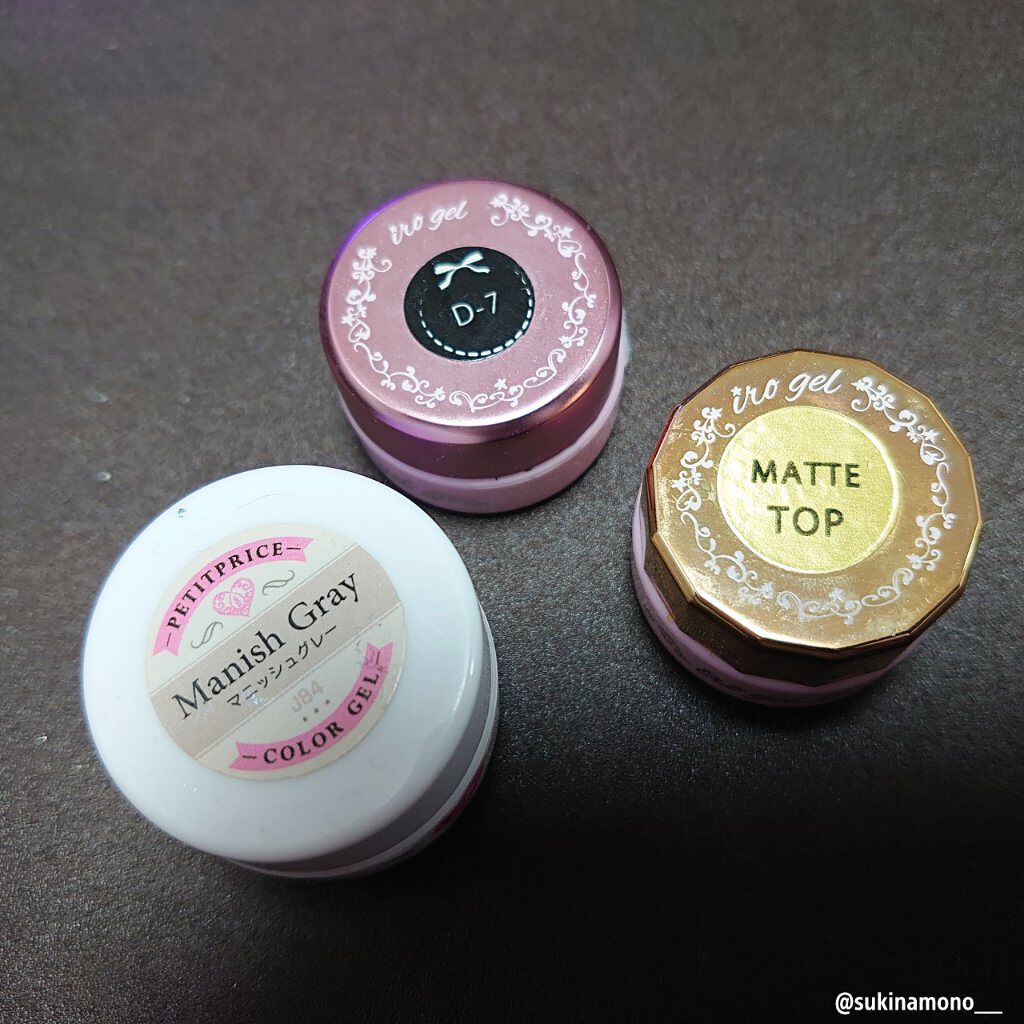 iro gel
D-7
iro gel
MATTE
TOP
PETITPRICE
Manish Gray
マニッシュグレー
J84
COLOR GEL
@sukinamono__